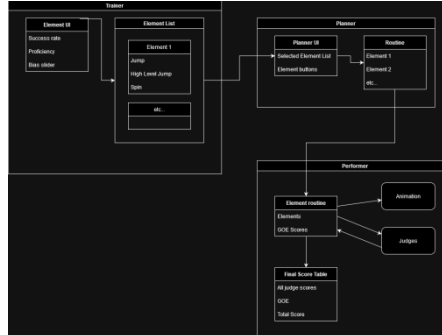 Trainer
Element UI
Success rate
Proficiency
Bias slider
Element List
Element 1
Jump
High Level Jump
Spin
etc...
Planner
Planner UI
Selected Element List
Element buttons
Routine
Element 1
Element 2
etc...
Performer
Element routine
Elements
GOE Scores
Animation
Judges
Final Score Table
All judge scores
GOE
Total Score